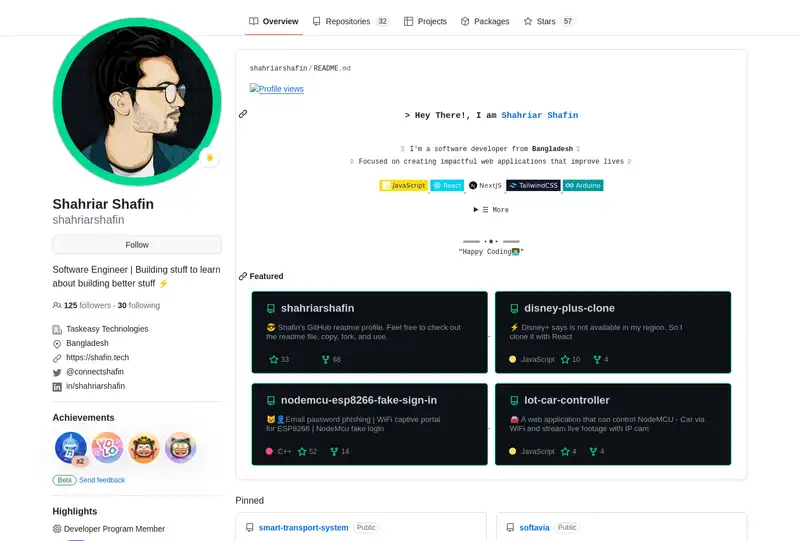 Overview Repositories 32 Projects Packages Stars 57
shahriarshafin/README.md
Profile views
> Hey There!, I am Shahriar Shafin
I'm a software developer from Bangladesh
Focused on creating impactful web applications that improve lives
JavaScript React NextJS TailwindCSS Arduino
▶ ☰ More
"Happy Coding"
Shahriar Shafin
shahriarshafin
Follow
Software Engineer | Building stuff to learn
about building better stuff ⚡
125 followers · 30 following
Taskeasy Technologies
Bangladesh
https://shafin.tech
@connectshafin
in/shahriarshafin
Achievements
YOLO
x2
Beta Send feedback
Highlights
Developer Program Member
Featured
shahriarshafin
😎 Shafin's GitHub readme profile. Feel free to check out
the readme file, copy, fork, and use.
33 68
disney-plus-clone
⚡ Disney+ says is not available in my region. So I
clone it with React
JavaScript 10 4
nodemcu-esp8266-fake-sign-in
🐱👤Email password phishing | WiFi captive portal
for ESP8266 | NodeMcu fake login
C++ 52 14
Iot-car-controller
🚘 A web application that can control NodeMCU - Car via
WiFi and stream live footage with IP cam
JavaScript 4 4
Pinned
smart-transport-system Public
softavia Public